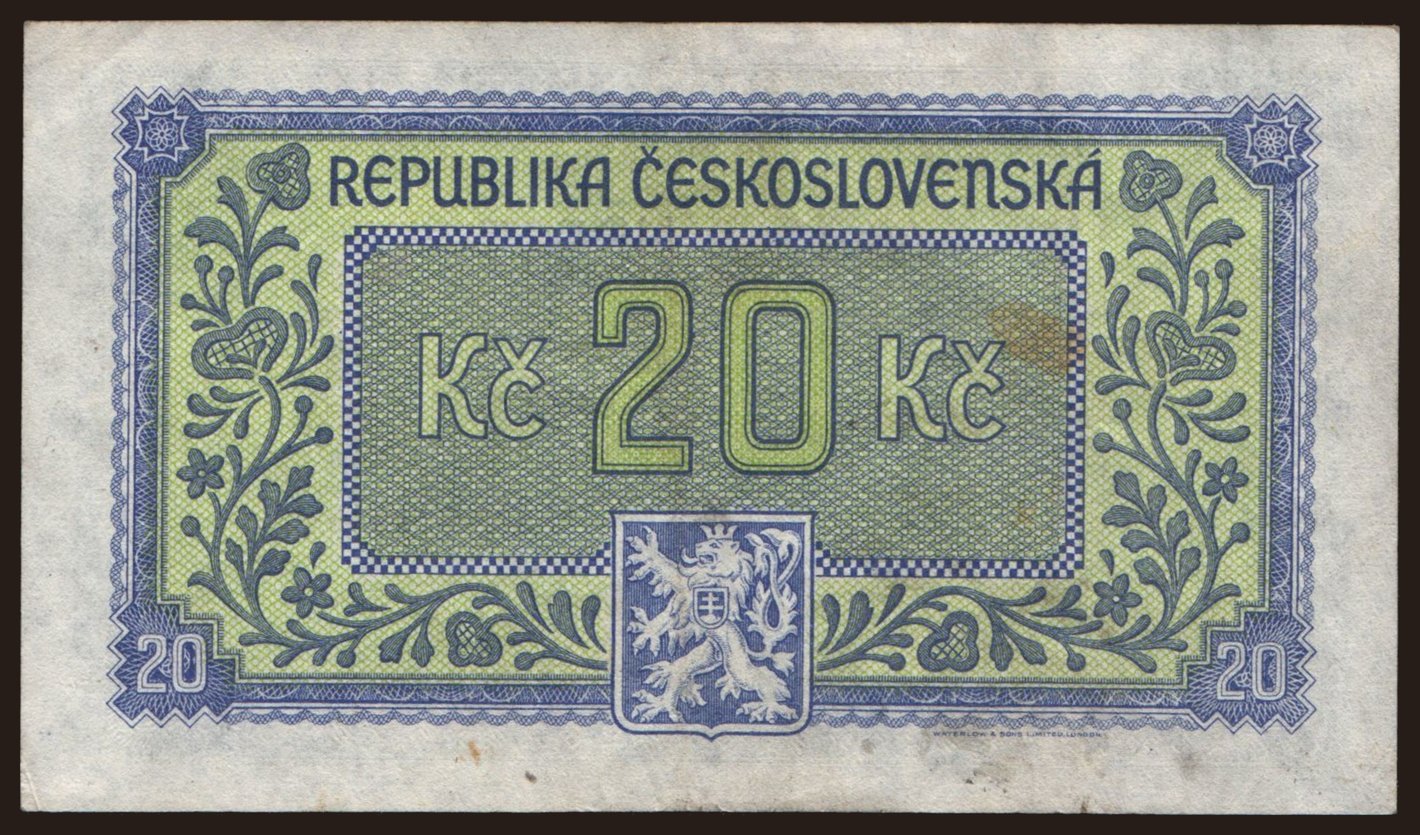 REPUBLIKA ČESKOSLOVENSKÁ
Kč 20 Kč
20 20
WATERLOW & SONS LIMITED, LONDON